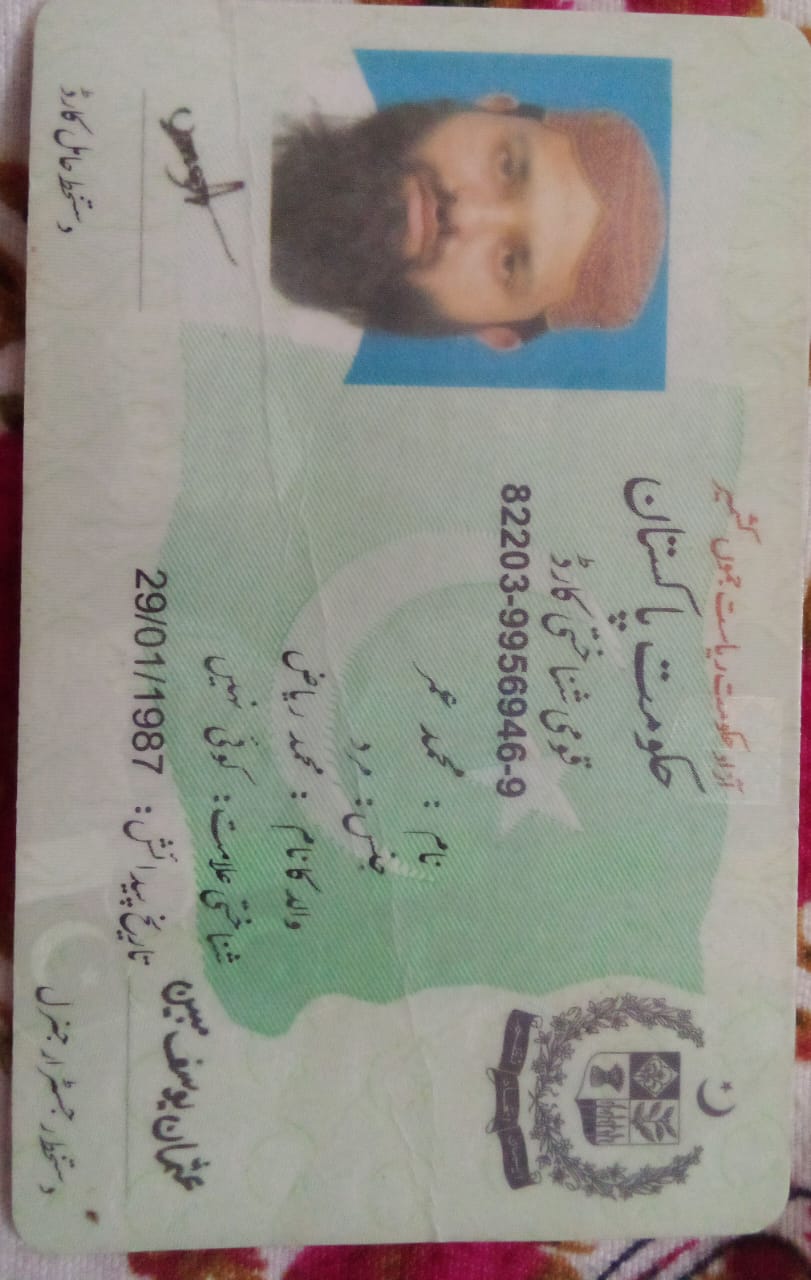 آزاد حکومت ریاست جموں کشمیر
حکومت پاکستان
قومی شناختی کارڈ
82203-9956946-9
نام : محمد عمر
جنس : مرد
والد کا نام : محمد ریاض
شناختی علامت : کوئی نہیں
تاریخ پیدائش : 29/01/1987
عثمان یوسف مبین
دستخط رجسٹرار جنرل
دستخط حامل کارڈ